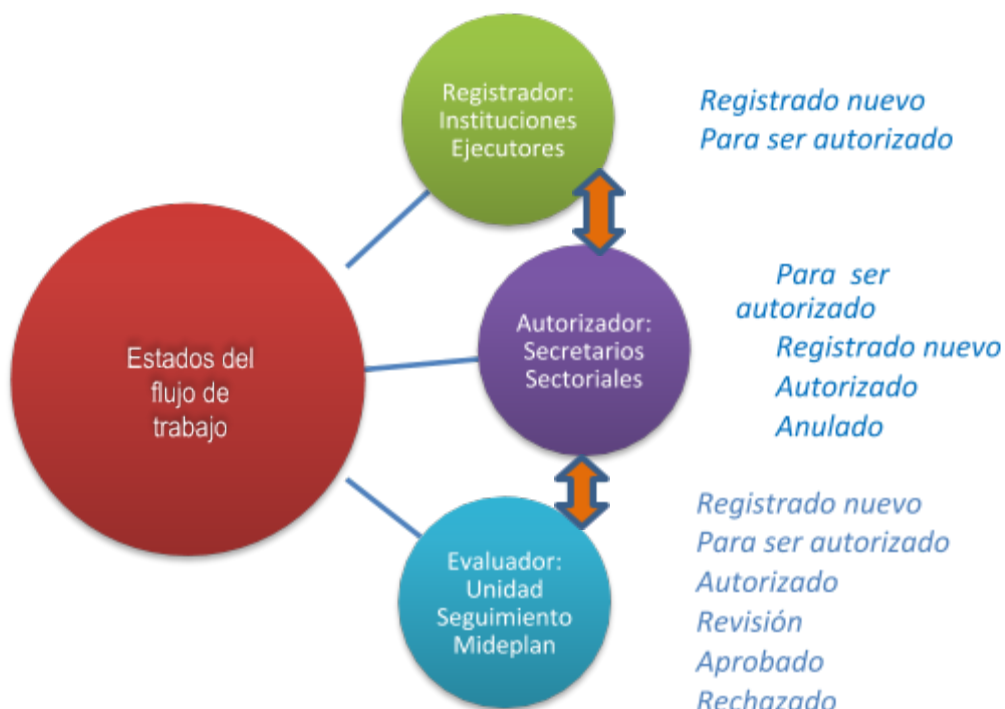 Registrador:
Instituciones
Ejecutores
Registrado nuevo
Para ser autorizado
Estados del
flujo de
trabajo
Autorizador:
Secretarios
Sectoriales
Para ser
autorizado
Registrado nuevo
Autorizado
Anulado
Evaluador:
Unidad
Seguimiento
Mideplan
Registrado nuevo
Para ser autorizado
Autorizado
Revisión
Aprobado
Rechazado